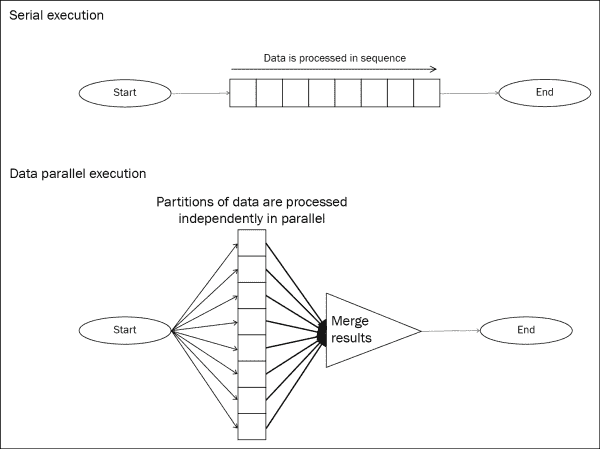 Serial execution
Data is processed in sequence
Start
End
Data parallel execution
Partitions of data are processed
independently in parallel
Start
Merge
results
End